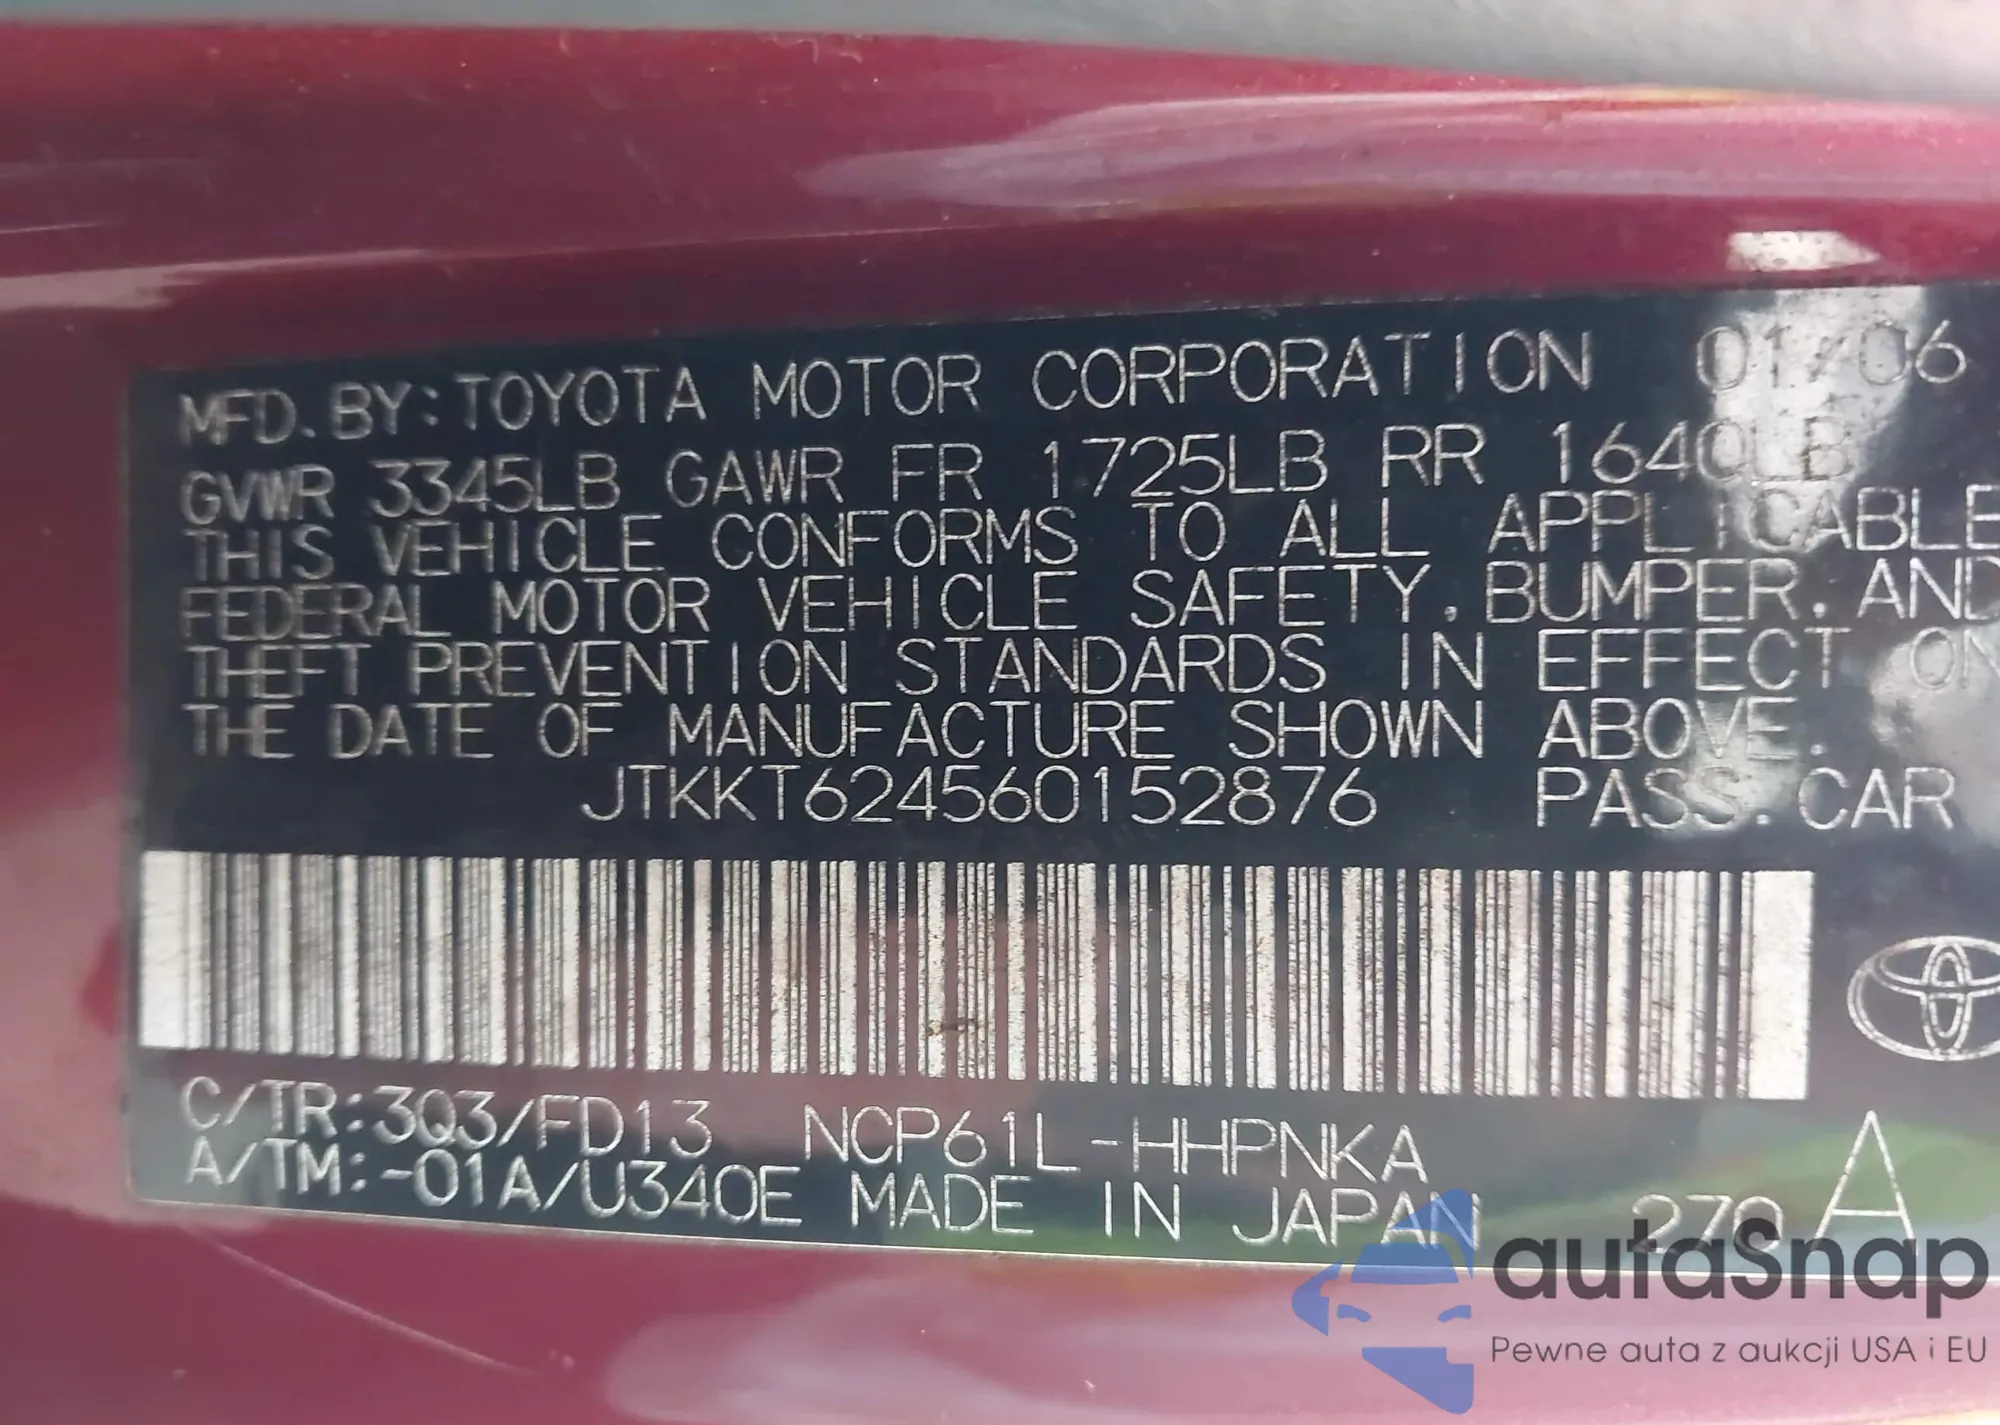 MFD. BY: TOYOTA MOTOR CORPORATION 01/06
GVWR 3345LB GAWR FR 1725LB RR 1640LB
THIS VEHICLE CONFORMS TO ALL APPLICABLE
FEDERAL MOTOR VEHICLE SAFETY, BUMPER, AND
THEFT PREVENTION STANDARDS IN EFFECT ON
THE DATE OF MANUFACTURE SHOWN ABOVE.
JTKKT624560152876 PASS. CAR
C/TR:3Q3/FD13 NCP61L-HHPNKA
A/TM:-01A/U340E MADE IN JAPAN 270 A
autaSnap
Pewne auta z aukcji USA i EU